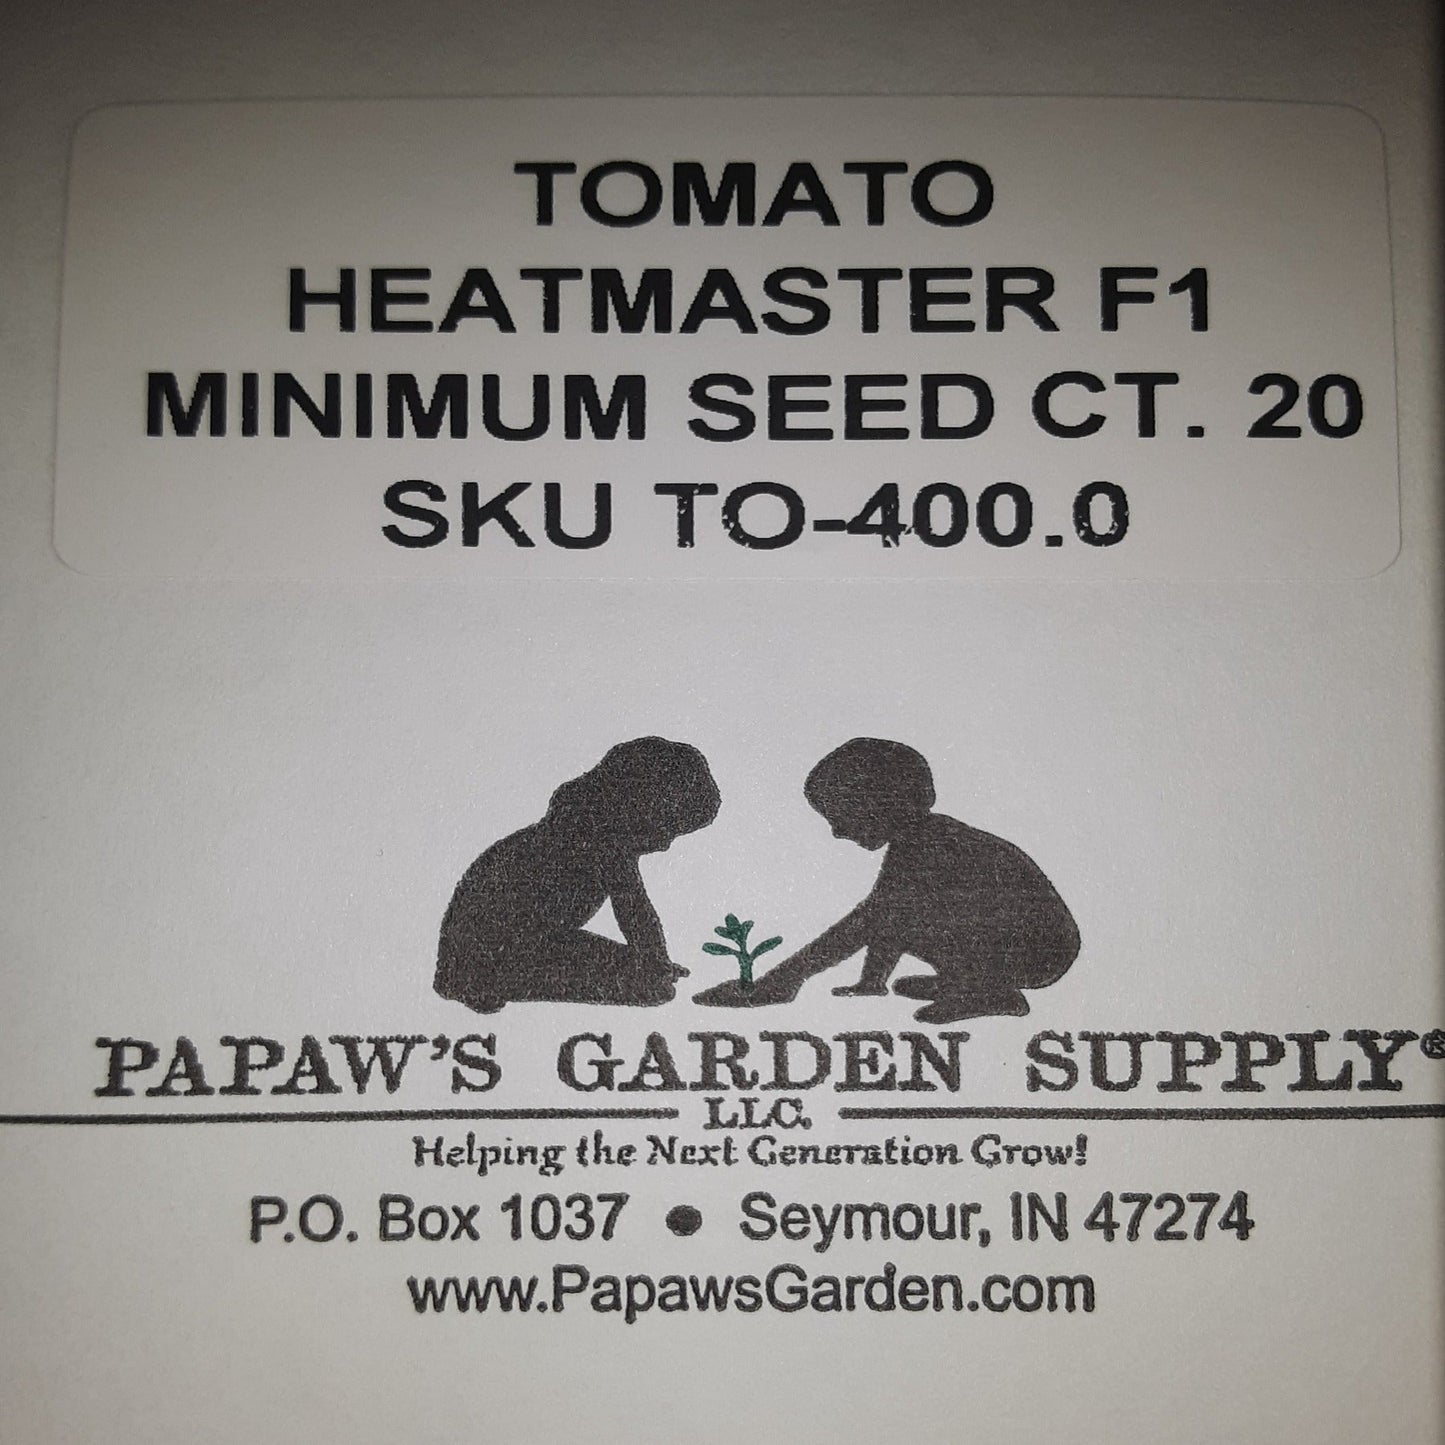 TOMATO
HEATMASTER F1
MINIMUM SEED CT. 20
SKU TO-400.0
PAPAW'S GARDEN SUPPLY®
LLC.
Helping the Next Generation Grow!
P.O. Box 1037 ● Seymour, IN 47274
www.PapawsGarden.com